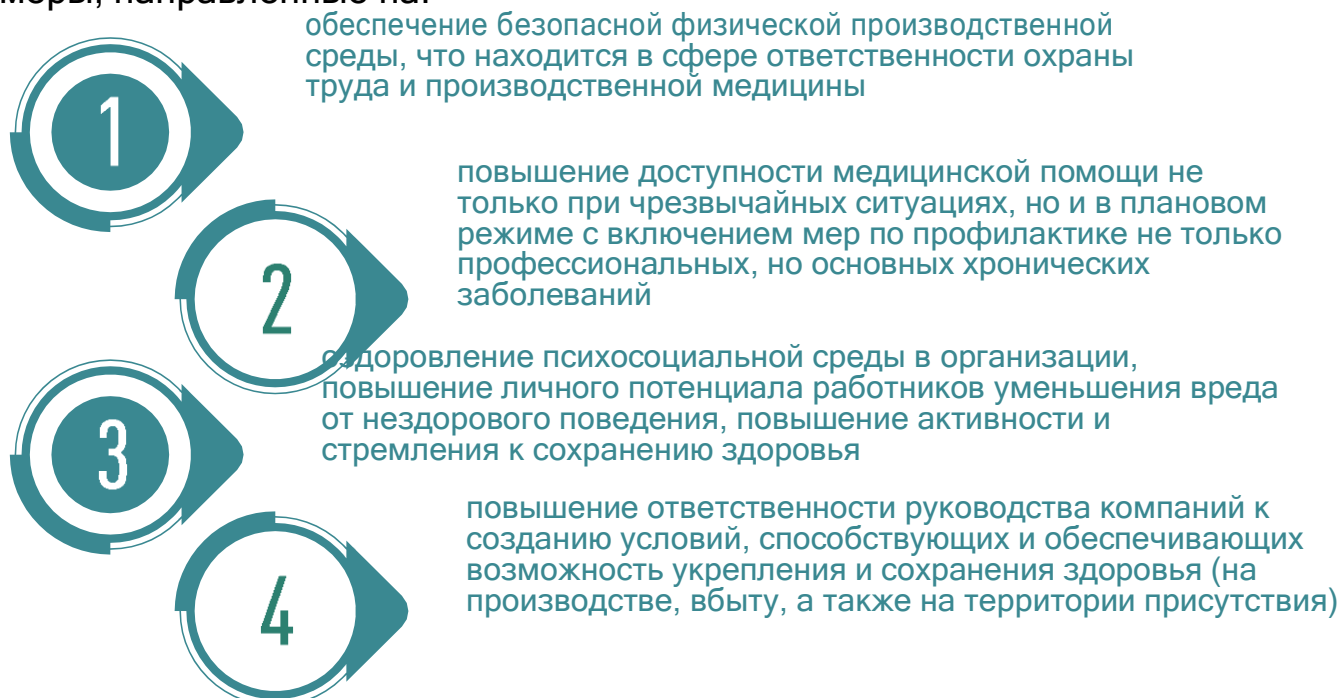 меры, направленные на:
1
обеспечение безопасной физической производственной
среды, что находится в сфере ответственности охраны
труда и производственной медицины
2
повышение доступности медицинской помощи не
только при чрезвычайных ситуациях, но и в плановом
режиме с включением мер по профилактике не только
профессиональных, но основных хронических
заболеваний
3
оздоровление психосоциальной среды в организации,
повышение личного потенциала работников уменьшения вреда
от нездорового поведения, повышение активности и
стремления к сохранению здоровья
4
повышение ответственности руководства компаний к
созданию условий, способствующих и обеспечивающих
возможность укрепления и сохранения здоровья (на
производстве, вбыту, а также на территории присутствия)